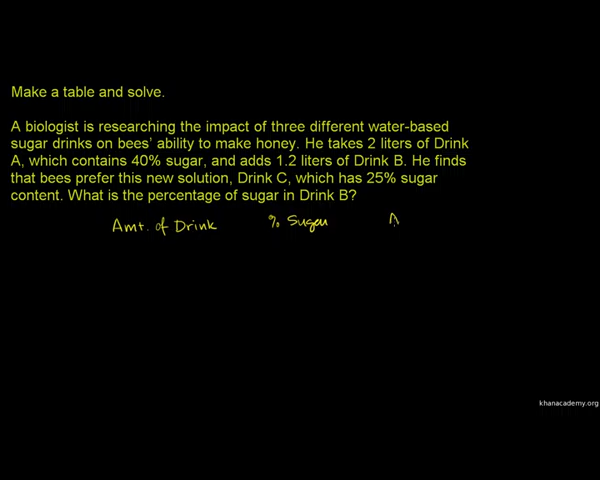 Make a table and solve.
A biologist is researching the impact of three different water-based
sugar drinks on bees' ability to make honey. He takes 2 liters of Drink
A, which contains 40% sugar, and adds 1.2 liters of Drink B. He finds
that bees prefer this new solution, Drink C, which has 25% sugar
content. What is the percentage of sugar in Drink B?
Amt. of Drink % Sugar A
khanacademy.org